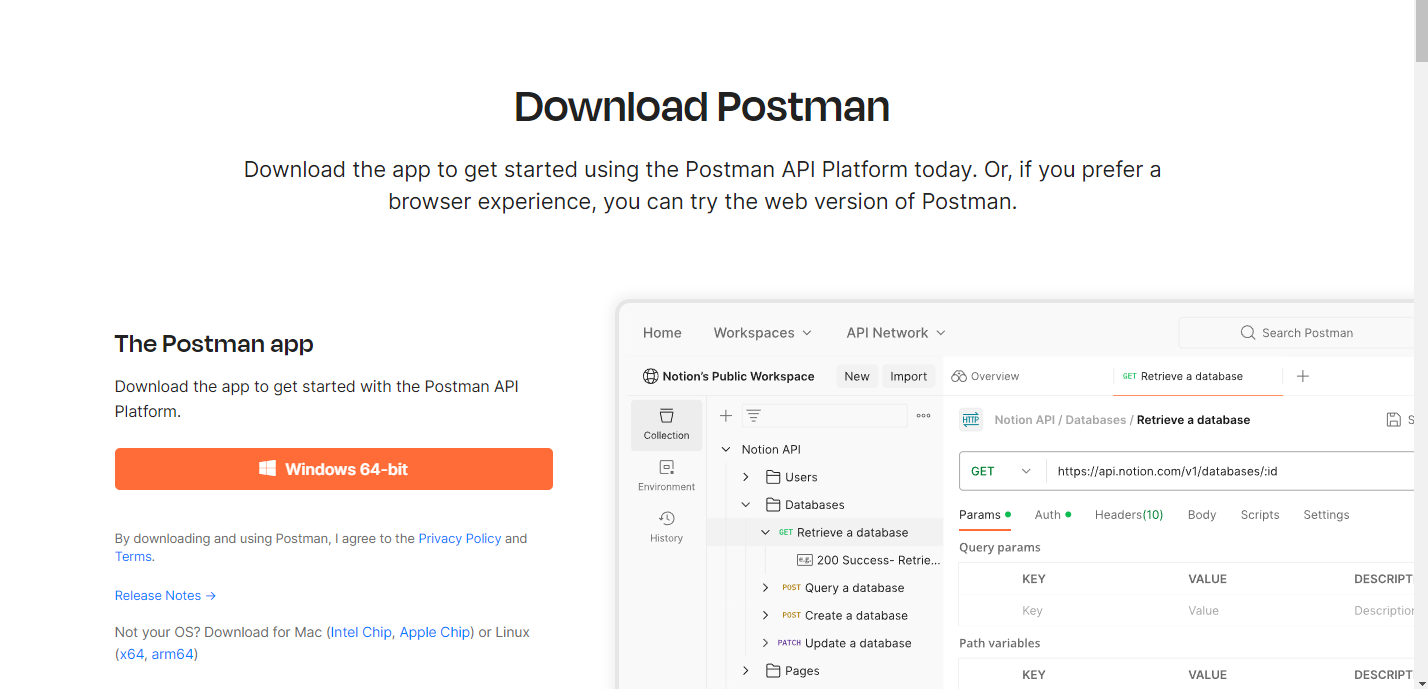 Download Postman
Download the app to get started using the Postman API Platform today. Or, if you prefer a
browser experience, you can try the web version of Postman.
The Postman app
Download the app to get started with the Postman API
Platform.
Windows 64-bit
By downloading and using Postman, I agree to the Privacy Policy and
Terms.
Release Notes →
Not your OS? Download for Mac (Intel Chip, Apple Chip) or Linux
(x64, arm64)
Home Workspaces API Network Search Postman
Notion's Public Workspace New Import Overview GET Retrieve a database
Collection
Environment
History
Notion API
Users
Databases
GET Retrieve a database
e.g. 200 Success- Retrie...
POST Query a database
POST Create a database
PATCH Update a database
Pages
HTTP Notion API / Databases / Retrieve a database S
GET https://api.notion.com/v1/databases/:id
Params Auth Headers(10) Body Scripts Settings
Query params
KEY VALUE DESCRIPT
Key Value Description
Path variables
KEY VALUE DESCRIPT